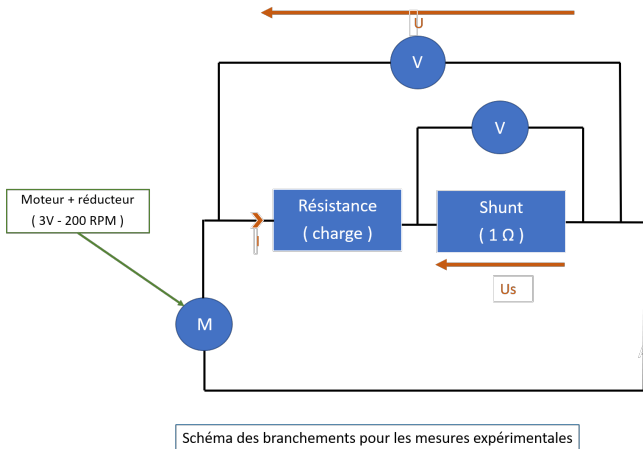 U
V
V
Moteur + réducteur
( 3V - 200 RPM )
Résistance
( charge )
Shunt
( 1 Ω )
I
Us
M
Schéma des branchements pour les mesures expérimentales